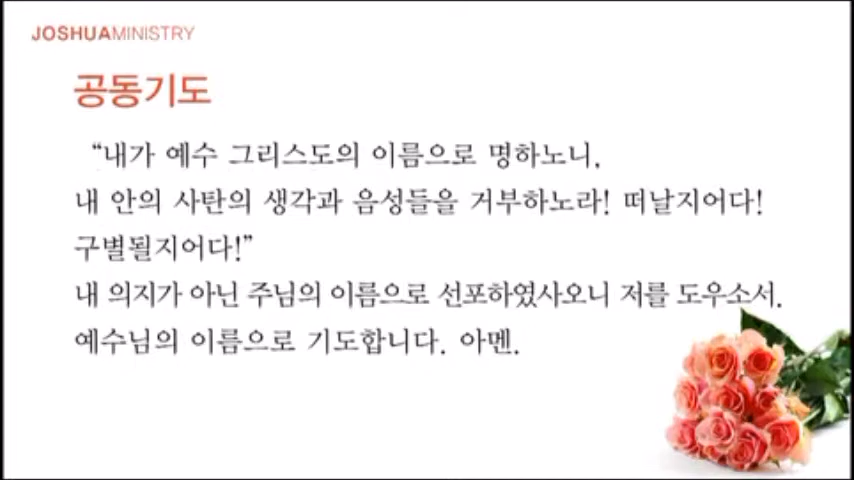 JOSHUAMINISTRY
공동기도
“내가 예수 그리스도의 이름으로 명하노니,
내 안의 사탄의 생각과 음성들을 거부하노라! 떠날지어다!
구별될지어다!”
내 의지가 아닌 주님의 이름으로 선포하였사오니 저를 도우소서.
예수님의 이름으로 기도합니다. 아멘.